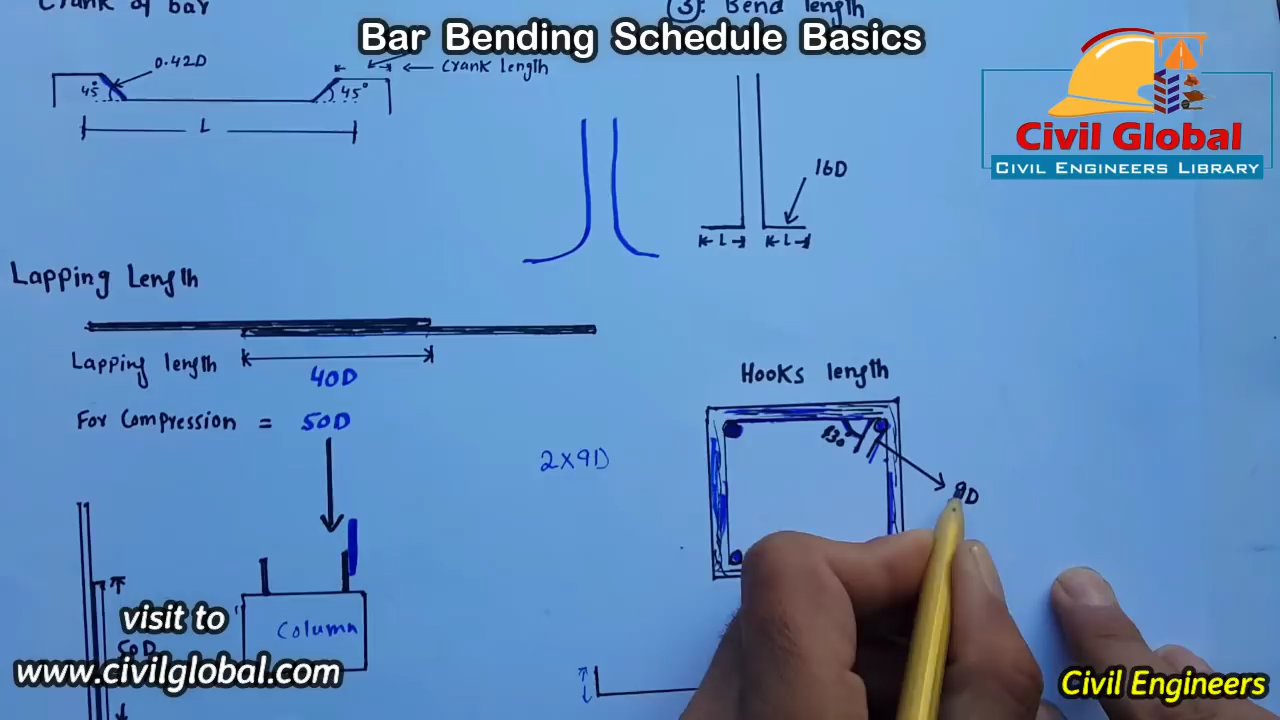 Crank of bar
3: Bend length
Bar Bending Schedule Basics
0.42D
Crank length
45°
45°
L
16D
L
L
Civil Global
CIVIL ENGINEERS LIBRARY
Lapping Length
Lapping length
40D
For Compression = 50D
Hooks length
2X9D
9D
Column
50D
visit to
www.civilglobal.com
Civil Engineers